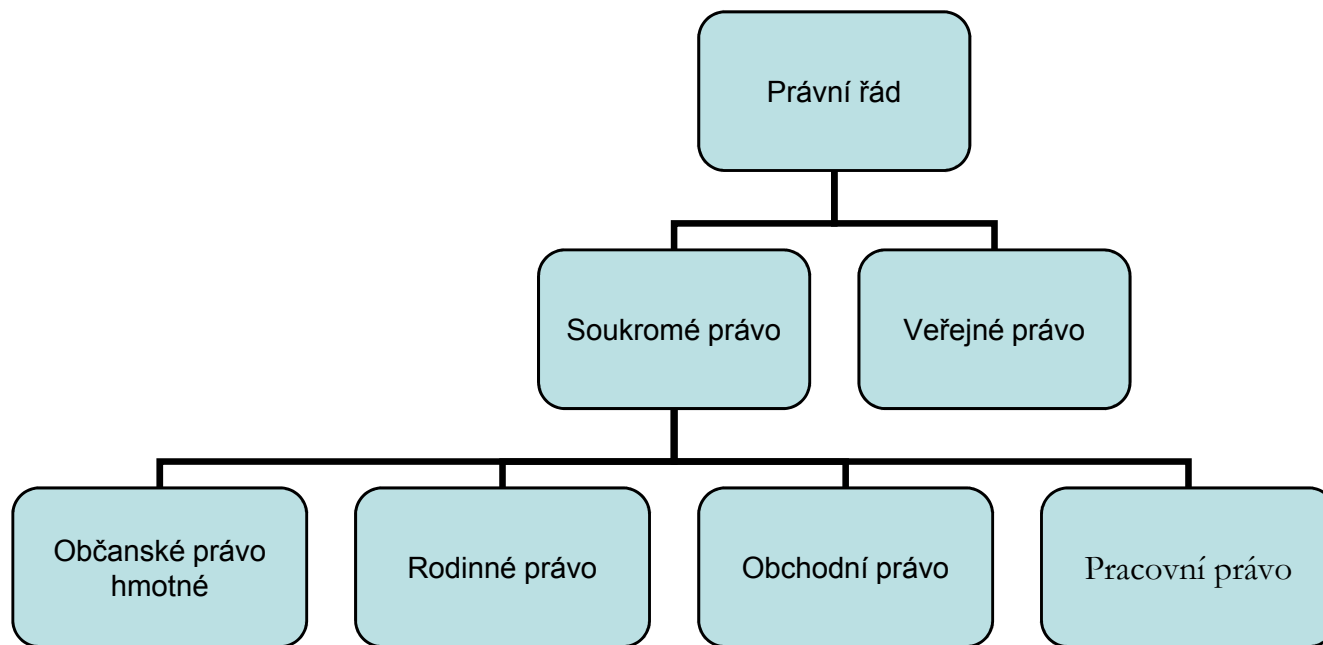 Právní řád
Soukromé právo
Veřejné právo
Občanské právo
hmotné
Rodinné právo
Obchodní právo
Pracovní právo